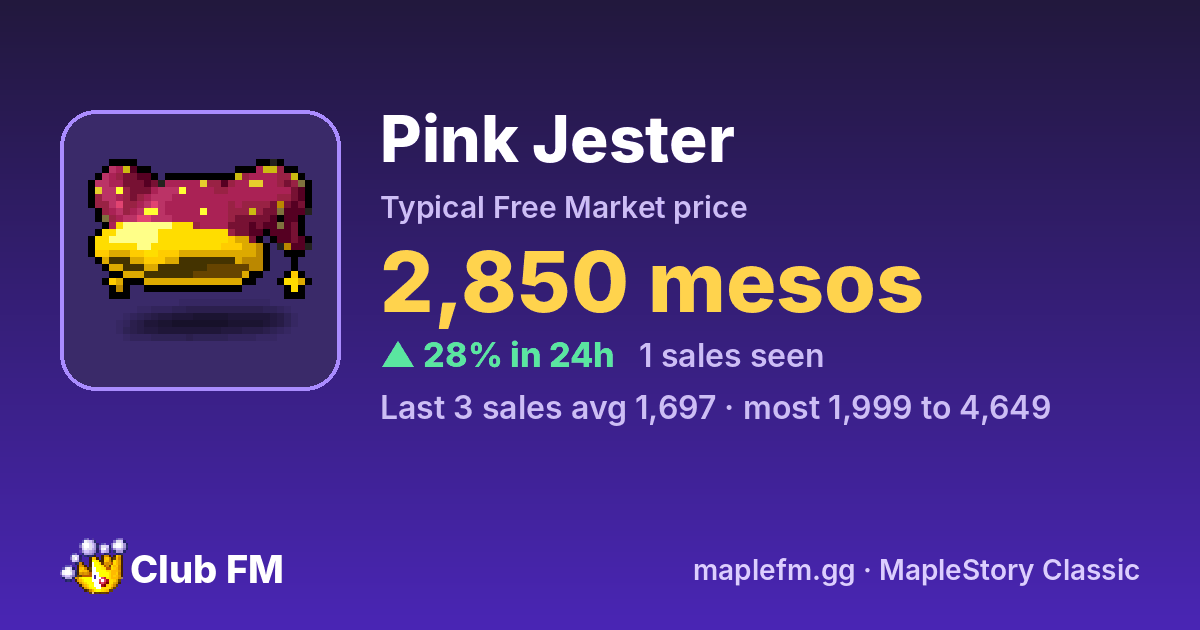 Pink Jester
Typical Free Market price
2,850 mesos
▲ 28% in 24h 1 sales seen
Last 3 sales avg 1,697 · most 1,999 to 4,649
Club FM
maplefm.gg · MapleStory Classic